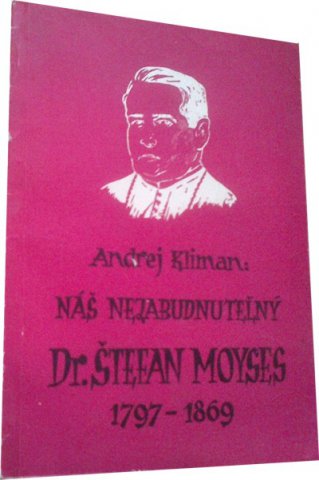 Andrej Kliman:
NÁŠ NEZABUDNUTEĽNÝ
Dr. ŠTEFAN MOYSES
1797-1869